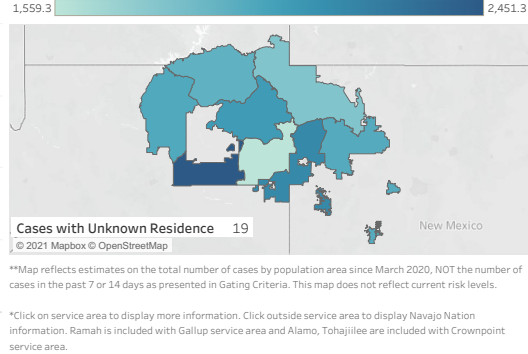 1,559.3
2,451.3
New Mexico
Cases with Unknown Residence 19
© 2021 Mapbox © OpenStreetMap
**Map reflects estimates on the total number of cases by population area since March 2020, NOT the number of
cases in the past 7 or 14 days as presented in Gating Criteria. This map does not reflect current risk levels.
*Click on service area to display more information. Click outside service area to display Navajo Nation
information. Ramah is included with Gallup service area and Alamo, Tohajiilee are included with Crownpoint
service area.